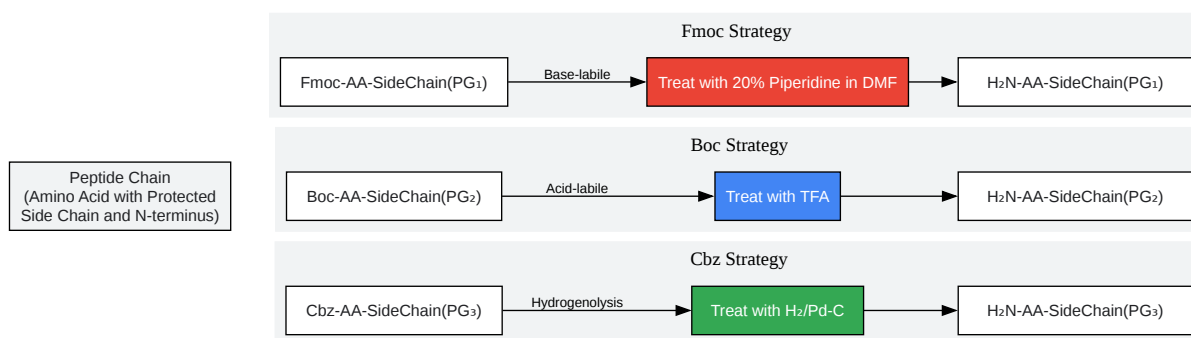 Fmoc Strategy
Fmoc-AA-SideChain(PG₁)
Base-labile
Treat with 20% Piperidine in DMF
H₂N-AA-SideChain(PG₁)
Peptide Chain
(Amino Acid with Protected
Side Chain and N-terminus)
Boc Strategy
Boc-AA-SideChain(PG₂)
Acid-labile
Treat with TFA
H₂N-AA-SideChain(PG₂)
Cbz Strategy
Cbz-AA-SideChain(PG₃)
Hydrogenolysis
Treat with H₂/Pd-C
H₂N-AA-SideChain(PG₃)